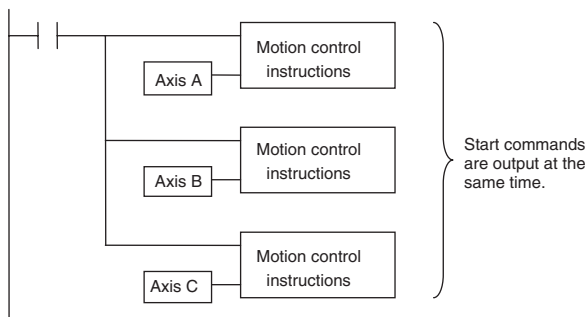 Motion control
instructions
Axis A
Motion control
instructions
Axis B
Motion control
instructions
Axis C
Start commands
are output at the
same time.